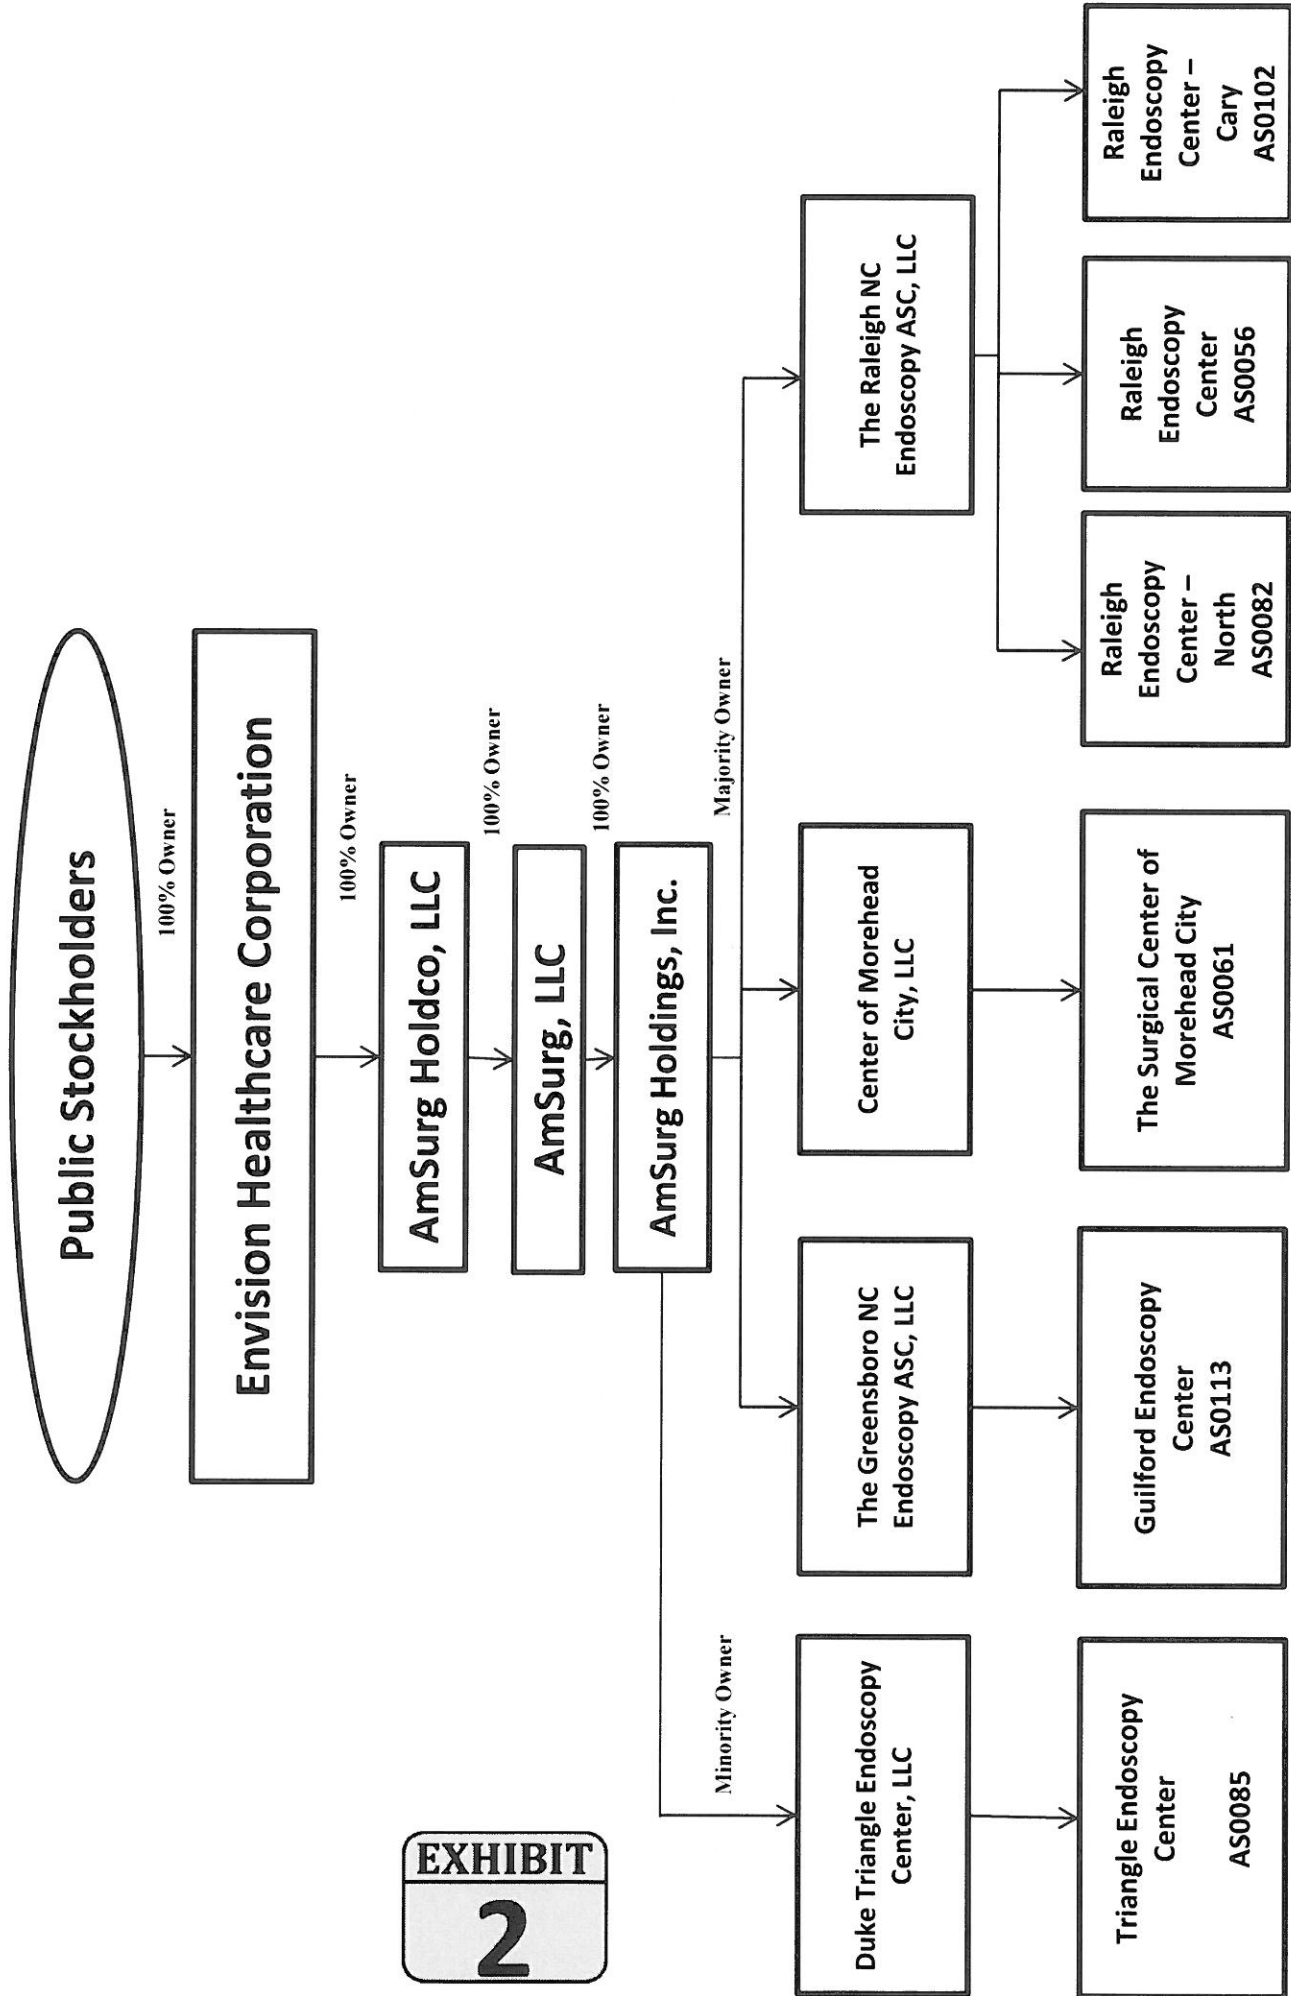 Public Stockholders
100% Owner
Envision Healthcare Corporation
100% Owner
AmSurg Holdco, LLC
100% Owner
AmSurg, LLC
100% Owner
AmSurg Holdings, Inc.
Minority Owner
Majority Owner
Duke Triangle Endoscopy
Center, LLC
The Greensboro NC
Endoscopy ASC, LLC
Center of Morehead
City, LLC
The Raleigh NC
Endoscopy ASC, LLC
Triangle Endoscopy
Center
AS0085
Guilford Endoscopy
Center
AS0113
The Surgical Center of
Morehead City
AS0061
Raleigh
Endoscopy
Center –
North
AS0082
Raleigh
Endoscopy
Center
AS0056
Raleigh
Endoscopy
Center –
Cary
AS0102
EXHIBIT
2